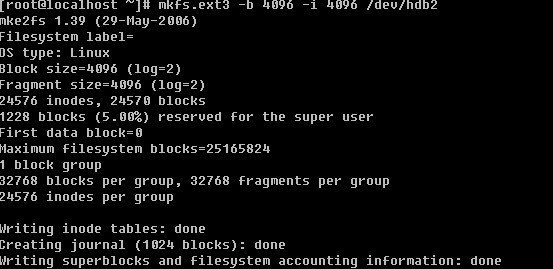 [root@localhost ~]# mkfs.ext3 -b 4096 -i 4096 /dev/hdb2
mke2fs 1.39 (29-May-2006)
Filesystem label=
OS type: Linux
Block size=4096 (log=2)
Fragment size=4096 (log=2)
24576 inodes, 24570 blocks
1228 blocks (5.00%) reserved for the super user
First data block=0
Maximum filesystem blocks=25165824
1 block group
32768 blocks per group, 32768 fragments per group
24576 inodes per group
Writing inode tables: done
Creating journal (1024 blocks): done
Writing superblocks and filesystem accounting information: done